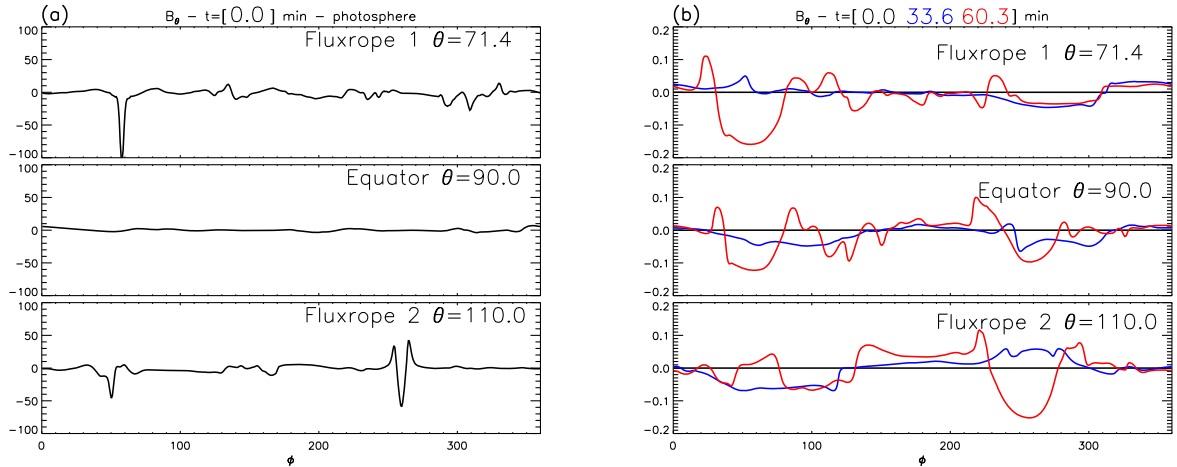 (a) B_θ – t=[ 0.0 ] min – photosphere
Fluxrope 1 θ=71.4
100
50
0
−50
−100
Equator θ=90.0
100
50
0
−50
−100
Fluxrope 2 θ=110.0
100
50
0
−50
−100
0 100 200 300
φ
(b) B_θ – t=[ 0.0 33.6 60.3 ] min
Fluxrope 1 θ=71.4
0.2
0.1
−0.0
−0.1
−0.2
Equator θ=90.0
0.2
0.1
−0.0
−0.1
−0.2
Fluxrope 2 θ=110.0
0.2
0.1
−0.0
−0.1
−0.2
0 100 200 300
φ